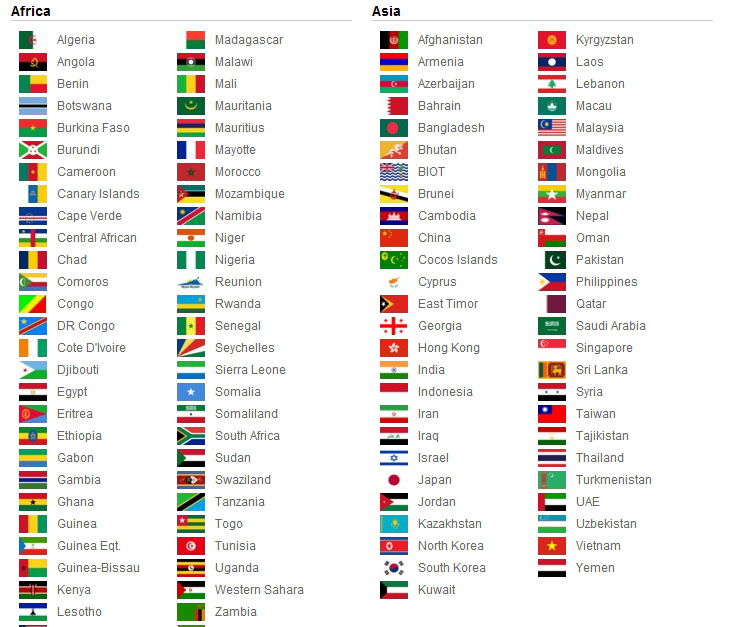 Africa
Algeria
Angola
Benin
Botswana
Burkina Faso
Burundi
Cameroon
Canary Islands
Cape Verde
Central African
Chad
Comoros
Congo
DR Congo
Cote D'Ivoire
Djibouti
Egypt
Eritrea
Ethiopia
Gabon
Gambia
Ghana
Guinea
Guinea Eqt.
Guinea-Bissau
Kenya
Lesotho
Madagascar
Malawi
Mali
Mauritania
Mauritius
Mayotte
Morocco
Mozambique
Namibia
Niger
Nigeria
Reunion
Rwanda
Senegal
Seychelles
Sierra Leone
Somalia
Somaliland
South Africa
Sudan
Swaziland
Tanzania
Togo
Tunisia
Uganda
Western Sahara
Zambia
Asia
Afghanistan
Armenia
Azerbaijan
Bahrain
Bangladesh
Bhutan
BIOT
Brunei
Cambodia
China
Cocos Islands
Cyprus
East Timor
Georgia
Hong Kong
India
Indonesia
Iran
Iraq
Israel
Japan
Jordan
Kazakhstan
North Korea
South Korea
Kuwait
Kyrgyzstan
Laos
Lebanon
Macau
Malaysia
Maldives
Mongolia
Myanmar
Nepal
Oman
Pakistan
Philippines
Qatar
Saudi Arabia
Singapore
Sri Lanka
Syria
Taiwan
Tajikistan
Thailand
Turkmenistan
UAE
Uzbekistan
Vietnam
Yemen